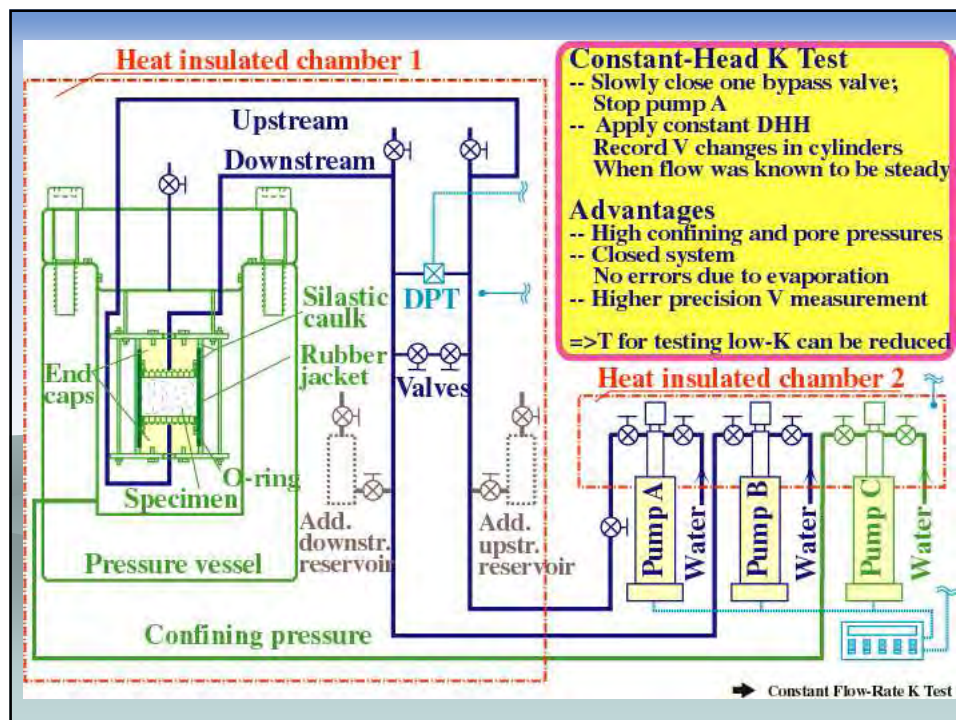 Heat insulated chamber 1
Upstream
Downstream
DPT
Silastic
caulk
Rubber
jacket
Valves
End
caps
O-ring
Specimen
Add.
downstr.
reservoir
Add.
upstr.
reservoir
Pressure vessel
Confining pressure
Constant-Head K Test
-- Slowly close one bypass valve;
Stop pump A
-- Apply constant DHH
Record V changes in cylinders
When flow was known to be steady
Advantages
-- High confining and pore pressures
-- Closed system
No errors due to evaporation
-- Higher precision V measurement
=>T for testing low-K can be reduced
Heat insulated chamber 2
Pump A
Water
Pump B
Water
Pump C
Water
Constant Flow-Rate K Test